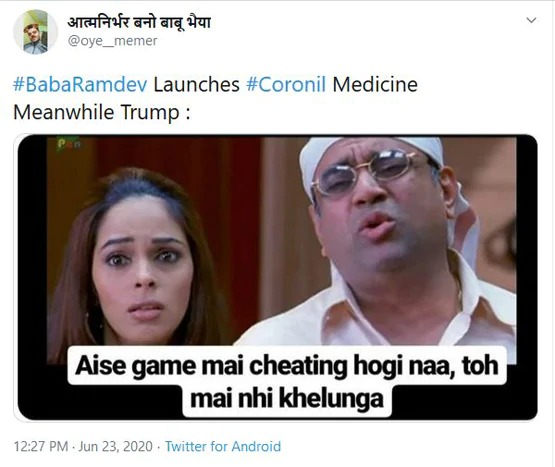 आत्मनिर्भर बनो बाबू भैया
@oye__memer
#BabaRamdev Launches #Coronil Medicine
Meanwhile Trump :
Pen
Aise game mai cheating hogi naa, toh
mai nhi khelunga
12:27 PM · Jun 23, 2020 · Twitter for Android